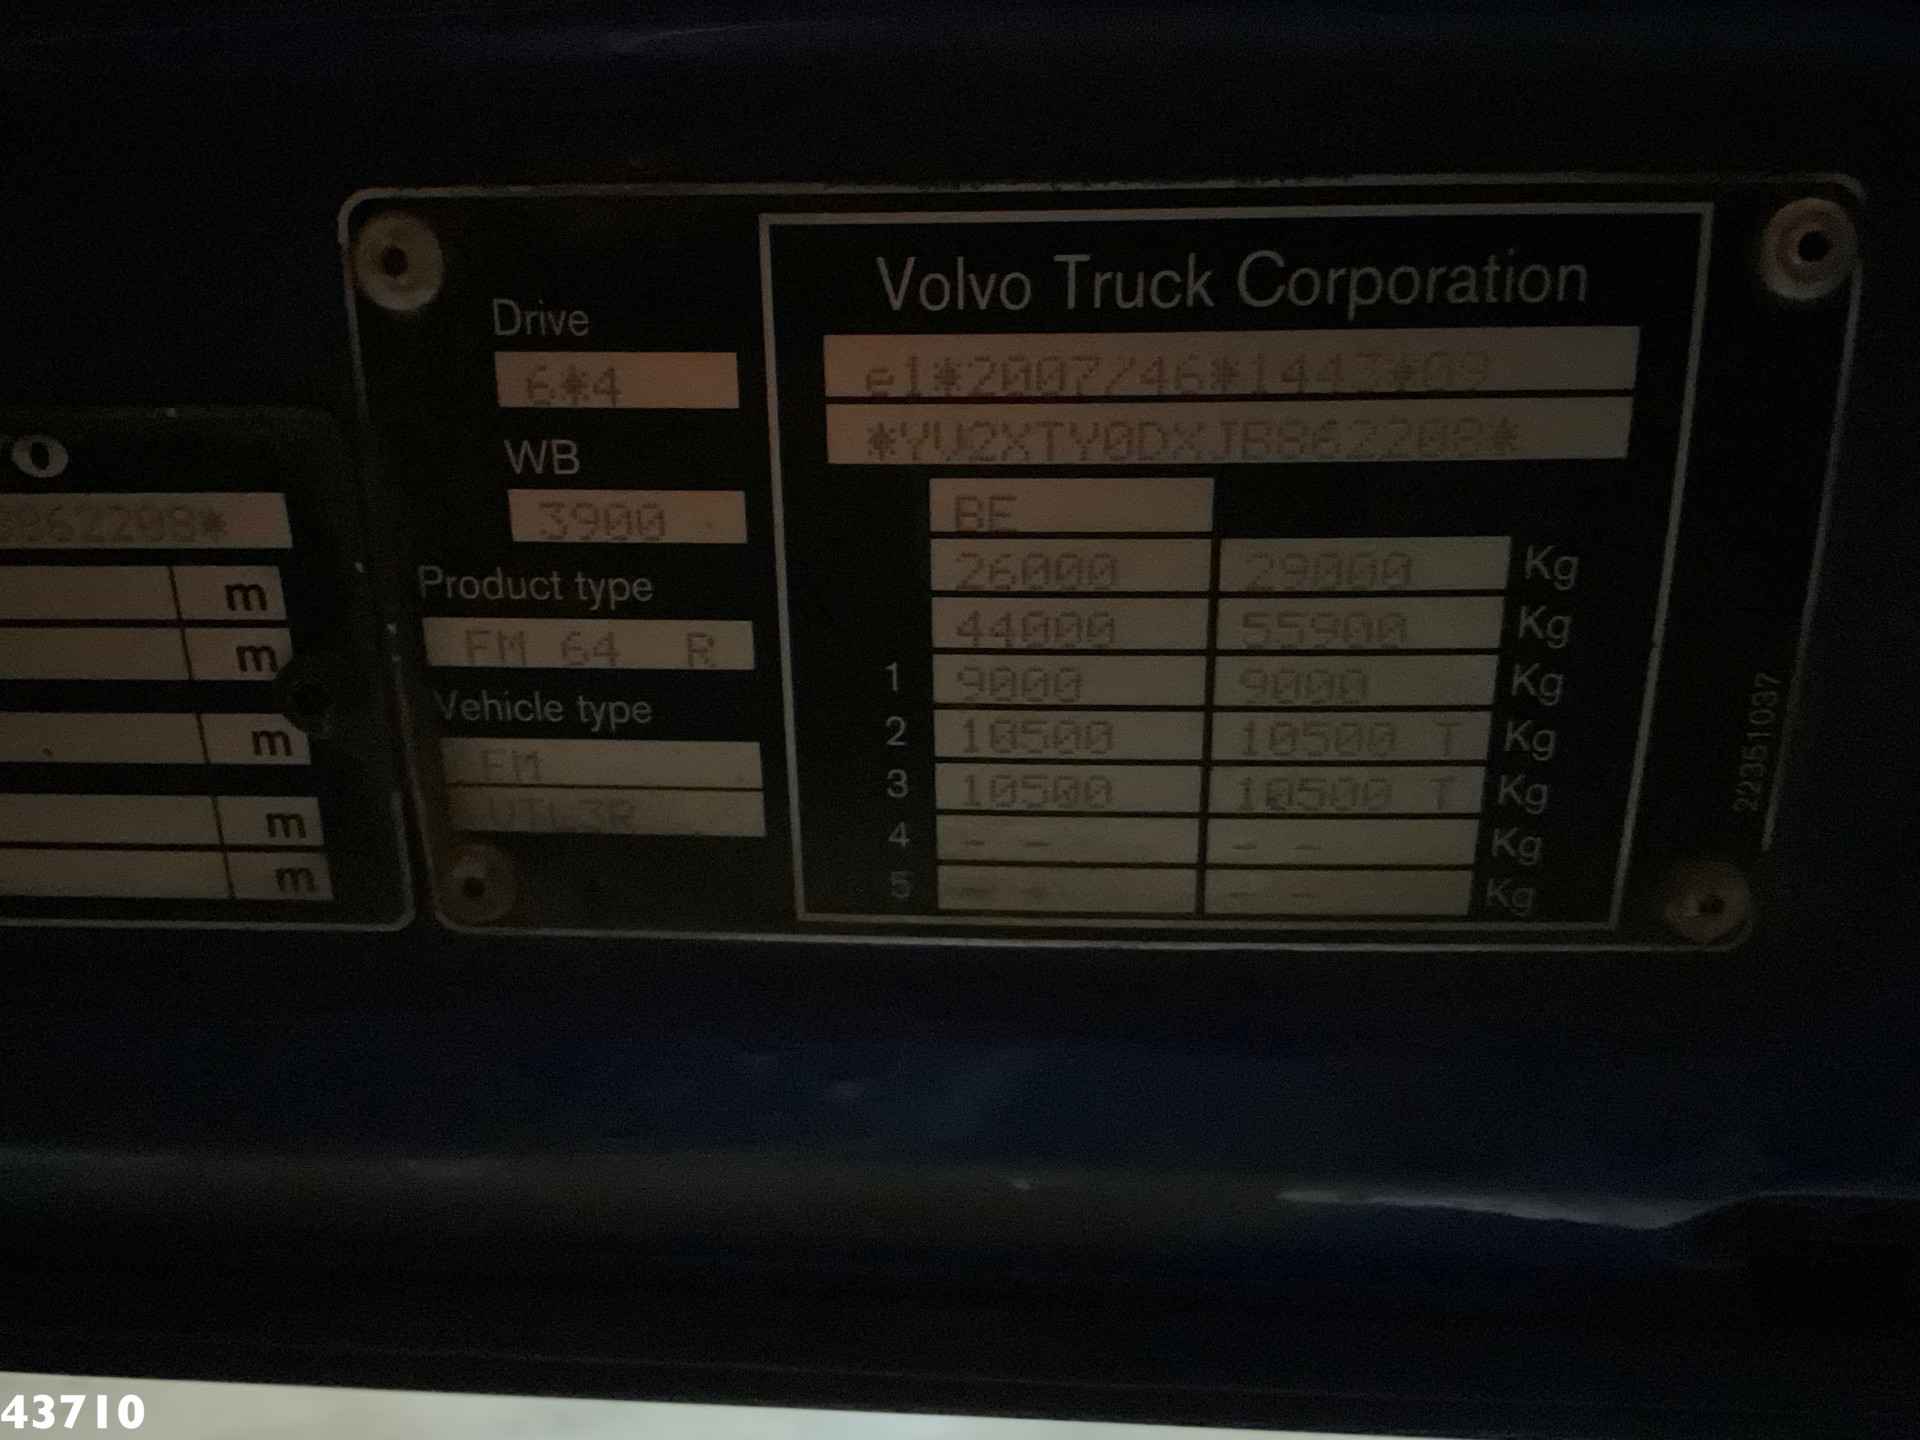 O
862208*
m
m
m
m
m
Drive
6*4
WB
3900
Product type
FM 64 R
Vehicle type
FM
VTL3R
Volvo Truck Corporation
e1*2007/46*1443*09
*YV2XTY0DXJB862208*
BE
26000 29000 Kg
44000 55900 Kg
1 9000 9000 Kg
2 10500 10500 T Kg
3 10500 10500 T Kg
4 - - - - Kg
5 - - - - Kg
22351037
43710